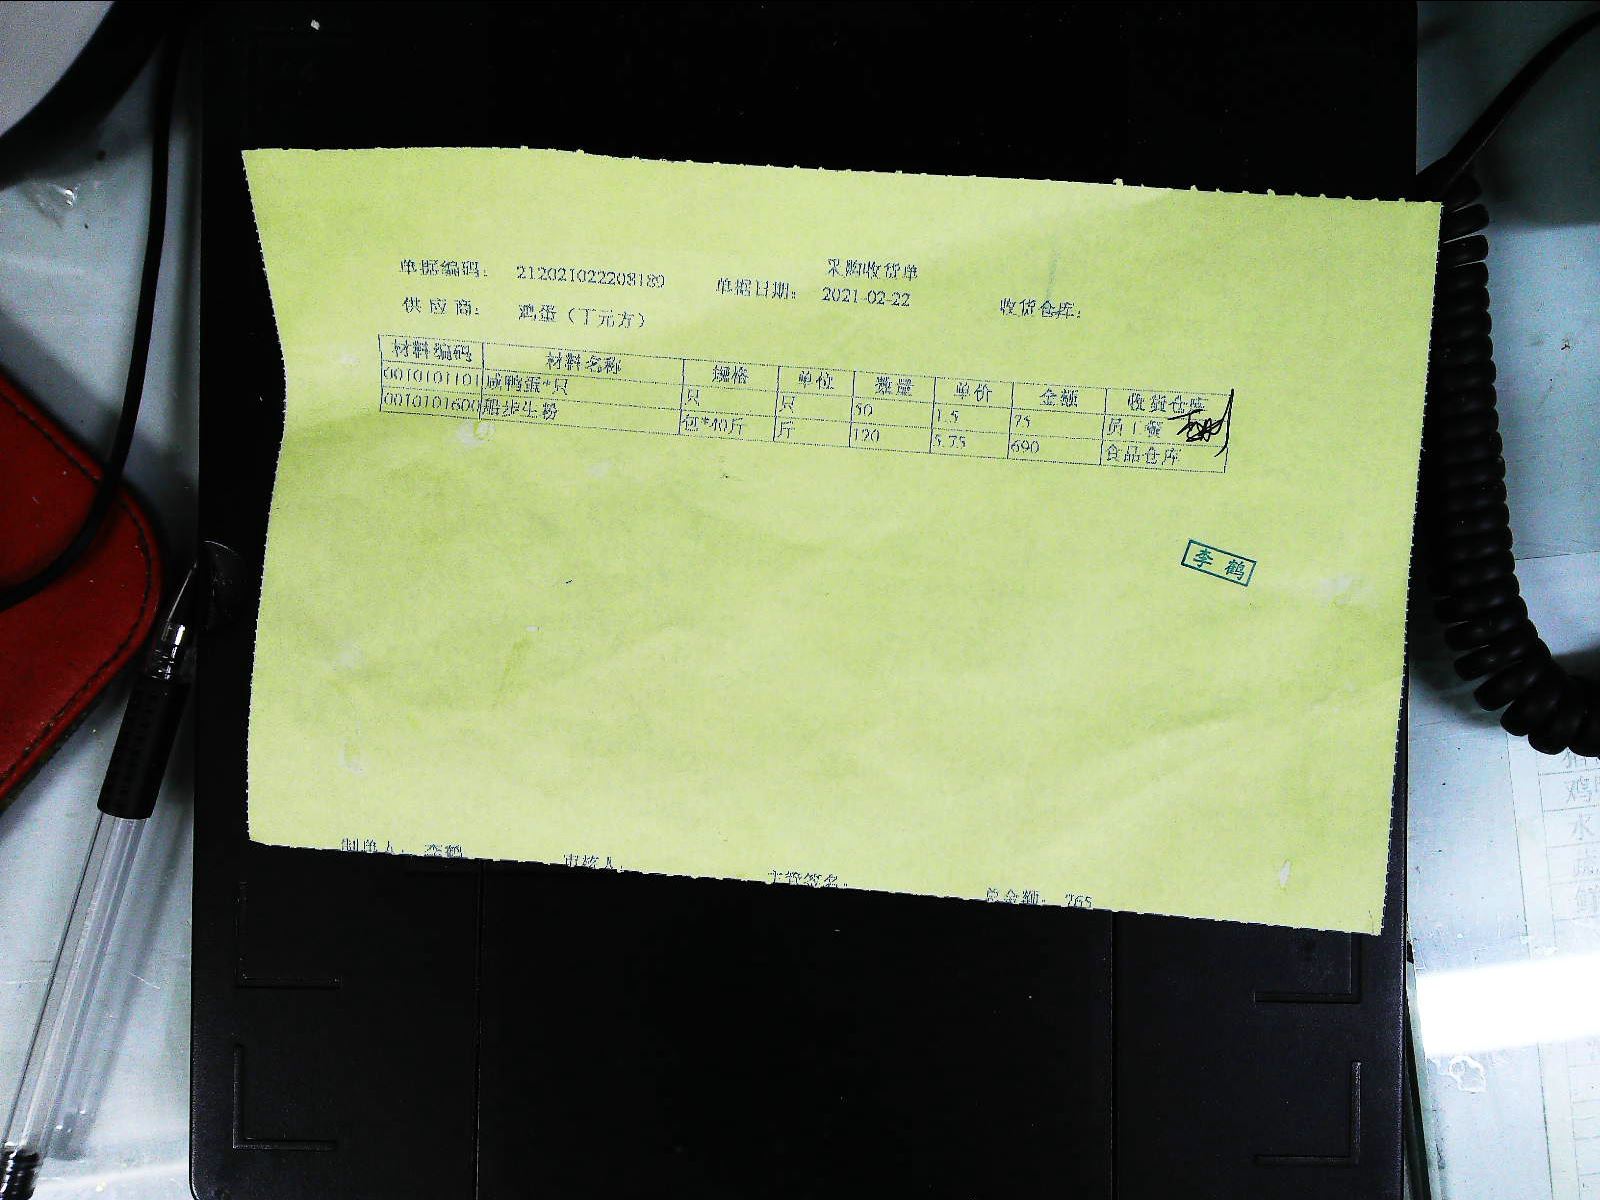 采购收货单
单据编码： 212021022208189 单据日期： 2021-02-22 收货仓库：
供应商： 鸡蛋（丁元方）
材料编码 材料名称 规格 单位 数量 单价 金额 收货仓库
0010101101 咸鸭蛋*只 只 只 50 1.5 75 员工餐
0010101600 船步生粉 包*40斤 斤 120 5.75 690 食品仓库
李鹤
制单人： 李鹤 审核人： 主管签名： 总金额： 765
鸡
水